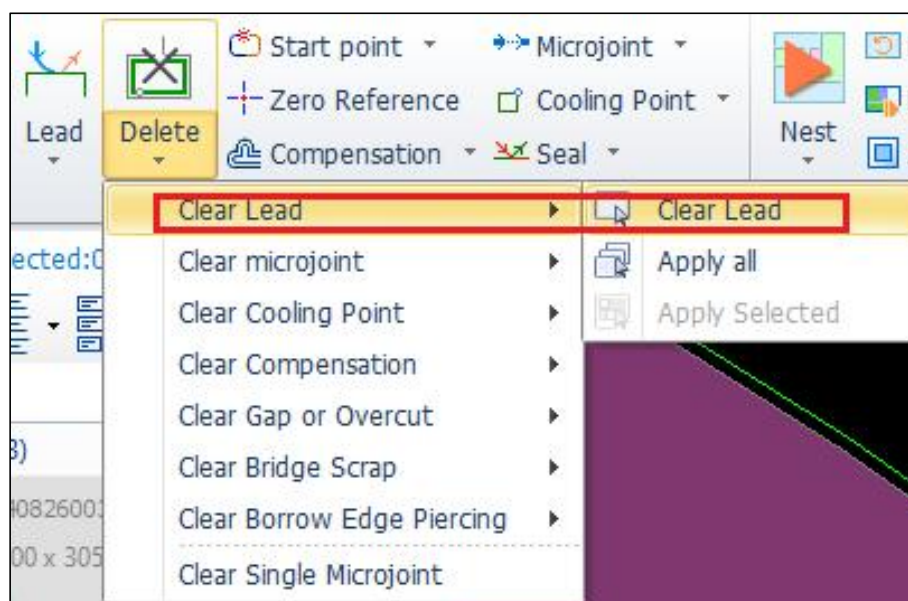 Start point Microjoint
Zero Reference Cooling Point
Lead Delete Nest
Compensation Seal
Clear Lead Clear Lead
ected:0
Clear microjoint Apply all
Clear Cooling Point Apply Selected
Clear Compensation
Clear Gap or Overcut
3)
Clear Bridge Scrap
Clear Borrow Edge Piercing
00 x 305
Clear Single Microjoint